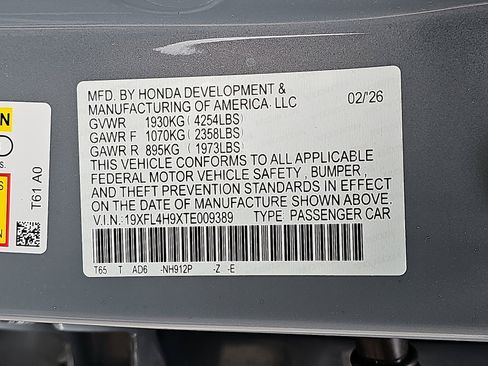 MFD. BY HONDA DEVELOPMENT &
MANUFACTURING OF AMERICA. LLC 02/'26
GVWR 1930KG ( 4254LBS)
GAWR F 1070KG ( 2358LBS)
GAWR R 895KG ( 1973LBS)
THIS VEHICLE CONFORMS TO ALL APPLICABLE
FEDERAL MOTOR VEHICLE SAFETY , BUMPER ,
AND THEFT PREVENTION STANDARDS IN EFFECT
ON THE DATE OF MANUFACTURE SHOWN ABOVE.
V.I.N: 19XFL4H9XTE009389 TYPE: PASSENGER CAR
T65 T AD6 -NH912P -Z -E
T61 A0